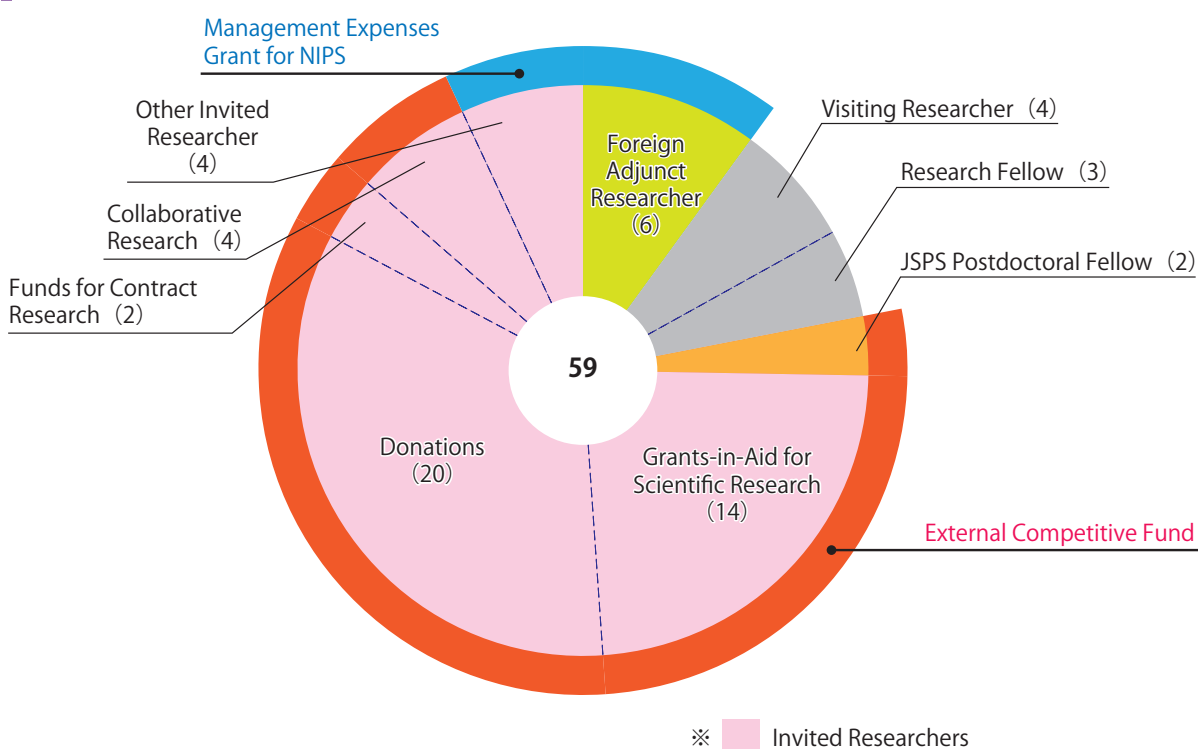 Management Expenses
Grant for NIPS
Other Invited
Researcher
（4）
Collaborative
Research（4）
Funds for Contract
Research（2）
Foreign
Adjunct
Researcher
（6）
Visiting Researcher（4）
Research Fellow（3）
JSPS Postdoctoral Fellow（2）
59
Donations
（20）
Grants-in-Aid for
Scientific Research
（14）
External Competitive Fund
※ Invited Researchers